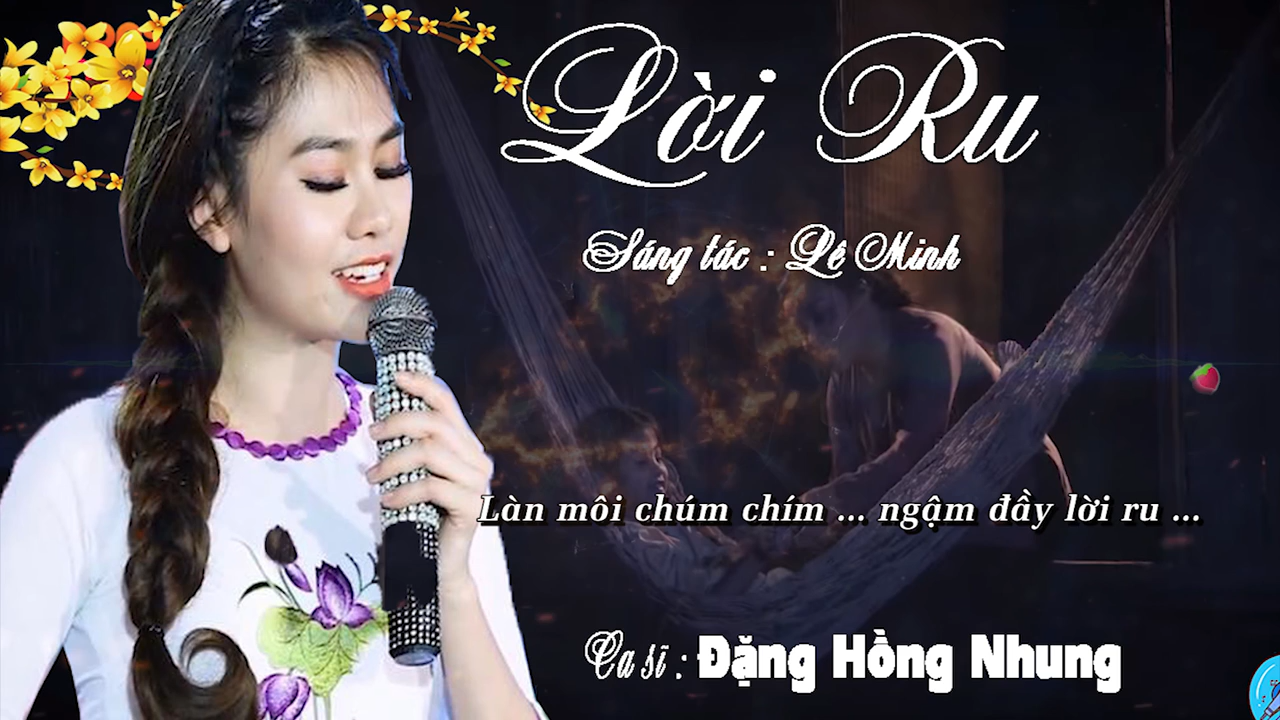 Lời Ru
Sáng tác : Lê Minh
Làn môi chúm chím ... ngậm đầy lời ru ...
Ca sĩ : Đặng Hồng Nhung